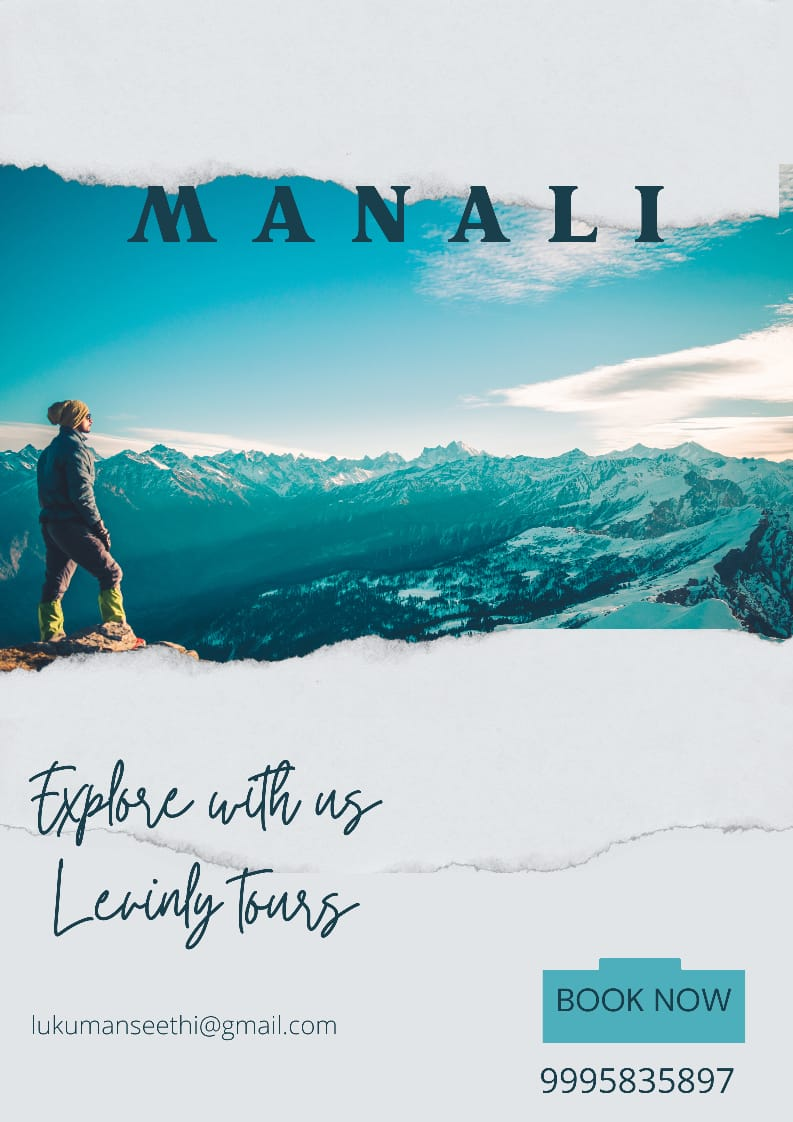 MANALI
Explore with us
Levinly Tours
lukumanseethi@gmail.com
BOOK NOW
9995835897